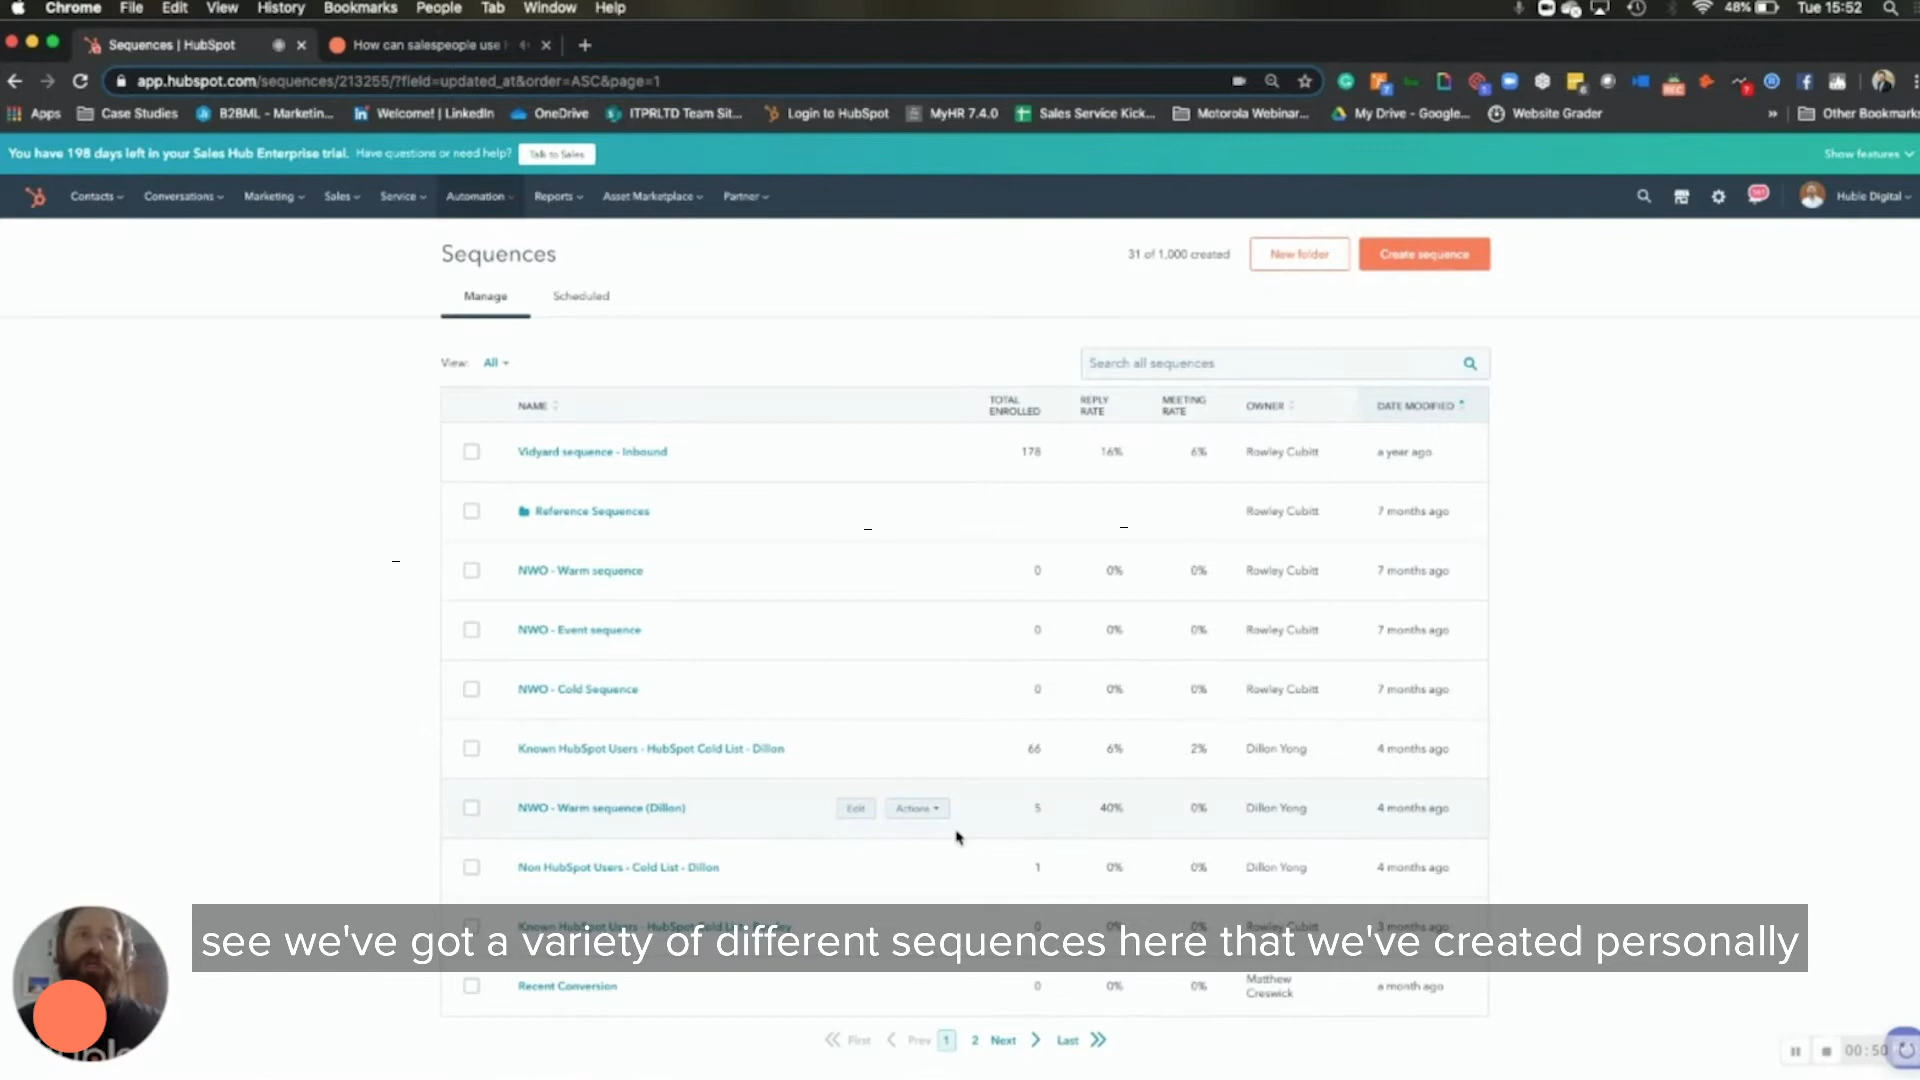 Chrome File Edit View History Bookmarks People Tab Window Help 48% Tue 15:52
Sequences | HubSpot How can salespeople use
app.hubspot.com/sequences/213255/?field=updated_at&order=ASC&page=1
Apps Case Studies B2BML - Marketin... Welcome! | LinkedIn OneDrive ITPRLTD Team Sit... Login to HubSpot MyHR 7.4.0 Sales Service Kick... Motorola Webinar... My Drive - Google... Website Grader » Other Bookmarks
You have 198 days left in your Sales Hub Enterprise trial. Have questions or need help? Talk to Sales Show features
Contacts Conversations Marketing Sales Service Automation Reports Asset Marketplace Partner Huble Digital
Sequences 31 of 1,000 created New folder Create sequence
Manage Scheduled
View: All Search all sequences
NAME TOTAL ENROLLED REPLY RATE MEETING RATE OWNER DATE MODIFIED
Vidyard sequence - Inbound 178 16% 6% Rowley Cubitt a year ago
Reference Sequences Rowley Cubitt 7 months ago
NWO - Warm sequence 0 0% 0% Rowley Cubitt 7 months ago
NWO - Event sequence 0 0% 0% Rowley Cubitt 7 months ago
NWO - Cold Sequence 0 0% 0% Rowley Cubitt 7 months ago
Known HubSpot Users - HubSpot Cold List - Dillon 66 6% 2% Dillon Yong 4 months ago
NWO - Warm sequence (Dillon) Edit Actions 5 40% 0% Dillon Yong 4 months ago
Non HubSpot Users - Cold List - Dillon 1 0% 0% Dillon Yong 4 months ago
see we've got a variety of different sequences here that we've created personally
Recent Conversion 0 0% 0% Matthew Creswick a month ago
First Prev 1 2 Next Last
00:50